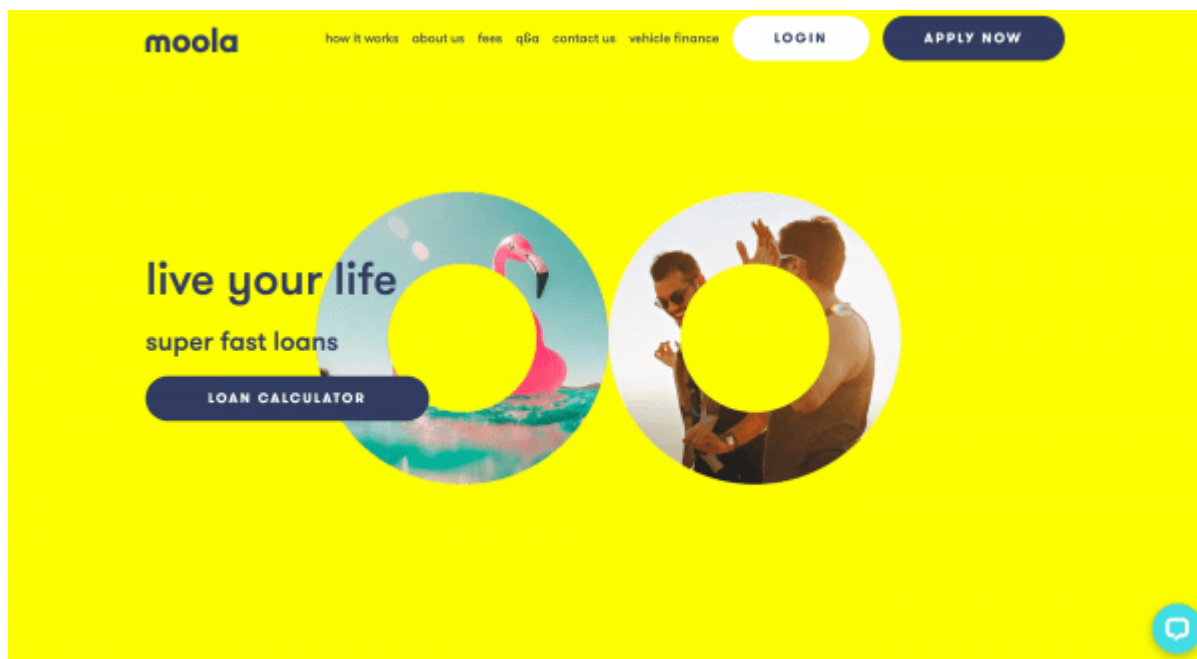 moola
how it works about us fees q&a contact us vehicle finance LOGIN APPLY NOW
live your life
super fast loans
LOAN CALCULATOR